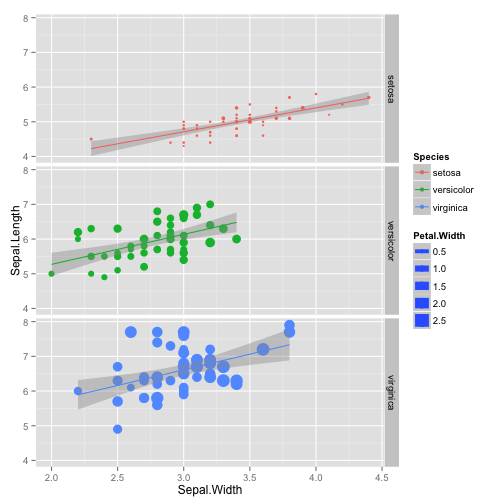 8
7
6
5
4
setosa
8
7
6
5
4
versicolor
8
7
6
5
4
virginica
Sepal.Length
2.0 2.5 3.0 3.5 4.0 4.5
Sepal.Width
Species
setosa
versicolor
virginica
Petal.Width
0.5
1.0
1.5
2.0
2.5